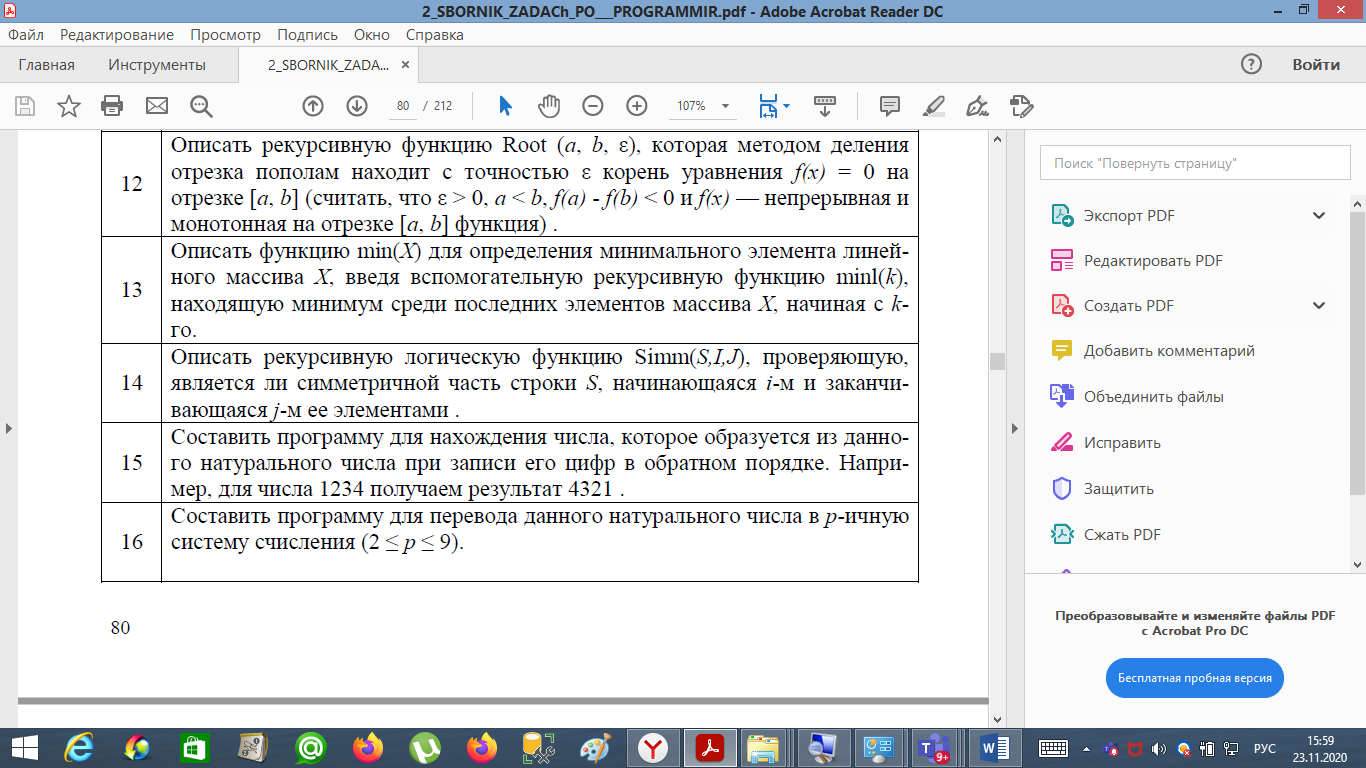 2_SBORNIK_ZADACh_PO___PROGRAMMIR.pdf - Adobe Acrobat Reader DC
Файл Редактирование Просмотр Подпись Окно Справка
Главная Инструменты 2_SBORNIK_ZADA... × Войти
80 / 212 107%
12 Описать рекурсивную функцию Root (a, b, ε), которая методом деления
отрезка пополам находит с точностью ε корень уравнения f(x) = 0 на
отрезке [a, b] (считать, что ε > 0, a < b, f(a) - f(b) < 0 и f(x) — непрерывная и
монотонная на отрезке [a, b] функция) .
13 Описать функцию min(X) для определения минимального элемента линей-
ного массива X, введя вспомогательную рекурсивную функцию minl(k),
находящую минимум среди последних элементов массива X, начиная с k-
го.
14 Описать рекурсивную логическую функцию Simm(S,I,J), проверяющую,
является ли симметричной часть строки S, начинающаяся i-м и заканчи-
вающаяся j-м ее элементами .
15 Составить программу для нахождения числа, которое образуется из данно-
го натурального числа при записи его цифр в обратном порядке. Напри-
мер, для числа 1234 получаем результат 4321 .
16 Составить программу для перевода данного натурального числа в p-ичную
систему счисления (2 ≤ p ≤ 9).
80
Поиск "Повернуть страницу"
Экспорт PDF
Редактировать PDF
Создать PDF
Добавить комментарий
Объединить файлы
Исправить
Защитить
Сжать PDF
Преобразовывайте и изменяйте файлы PDF
с Acrobat Pro DC
Бесплатная пробная версия
9+
РУС
15:59
23.11.2020